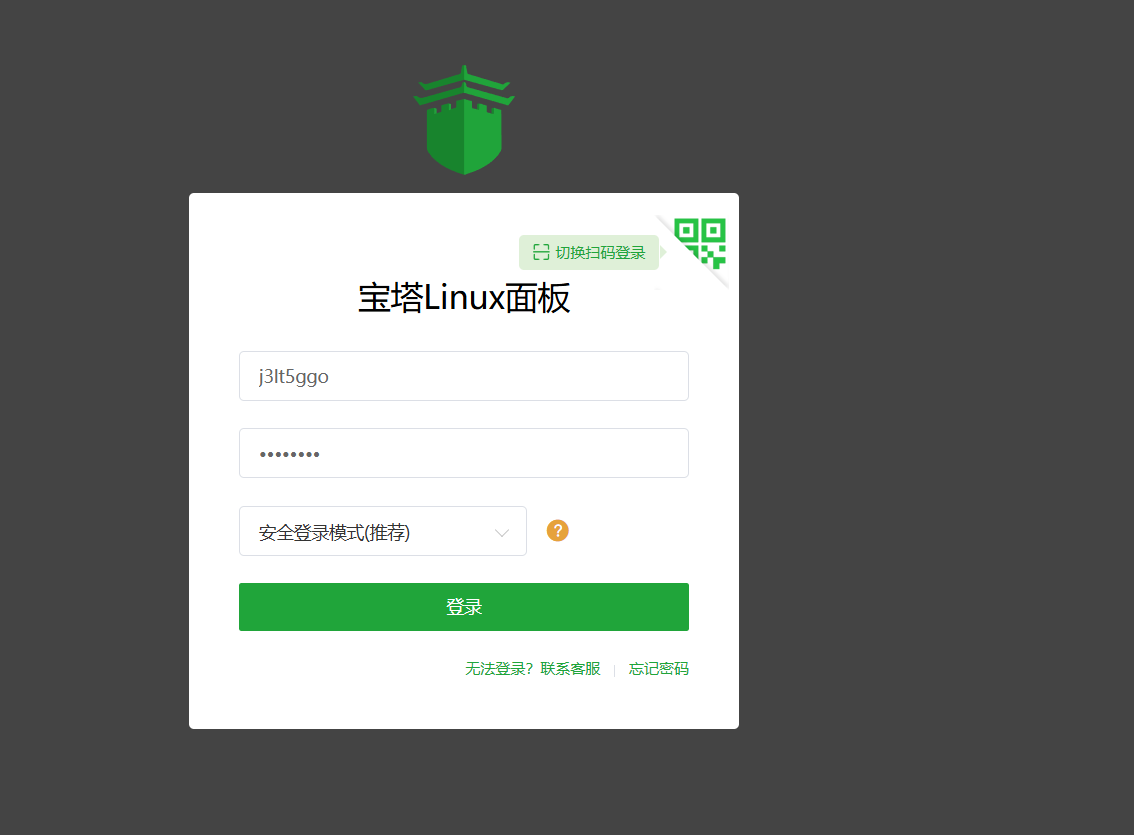 切换扫码登录
宝塔Linux面板
j3lt5ggo
••••••••
安全登录模式(推荐)
?
登录
无法登录? 联系客服 | 忘记密码